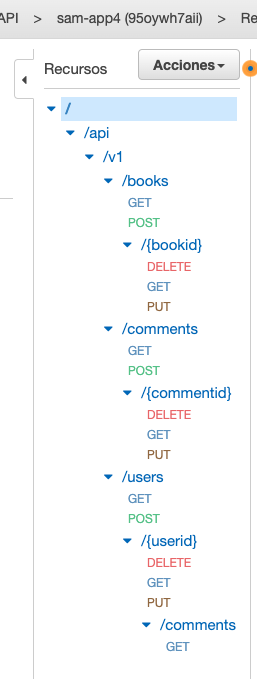 API > sam-app4 (95oywh7aii) > Re
Recursos Acciones
/
/api
/v1
/books
GET
POST
/{bookid}
DELETE
GET
PUT
/comments
GET
POST
/{commentid}
DELETE
GET
PUT
/users
GET
POST
/{userid}
DELETE
GET
PUT
/comments
GET